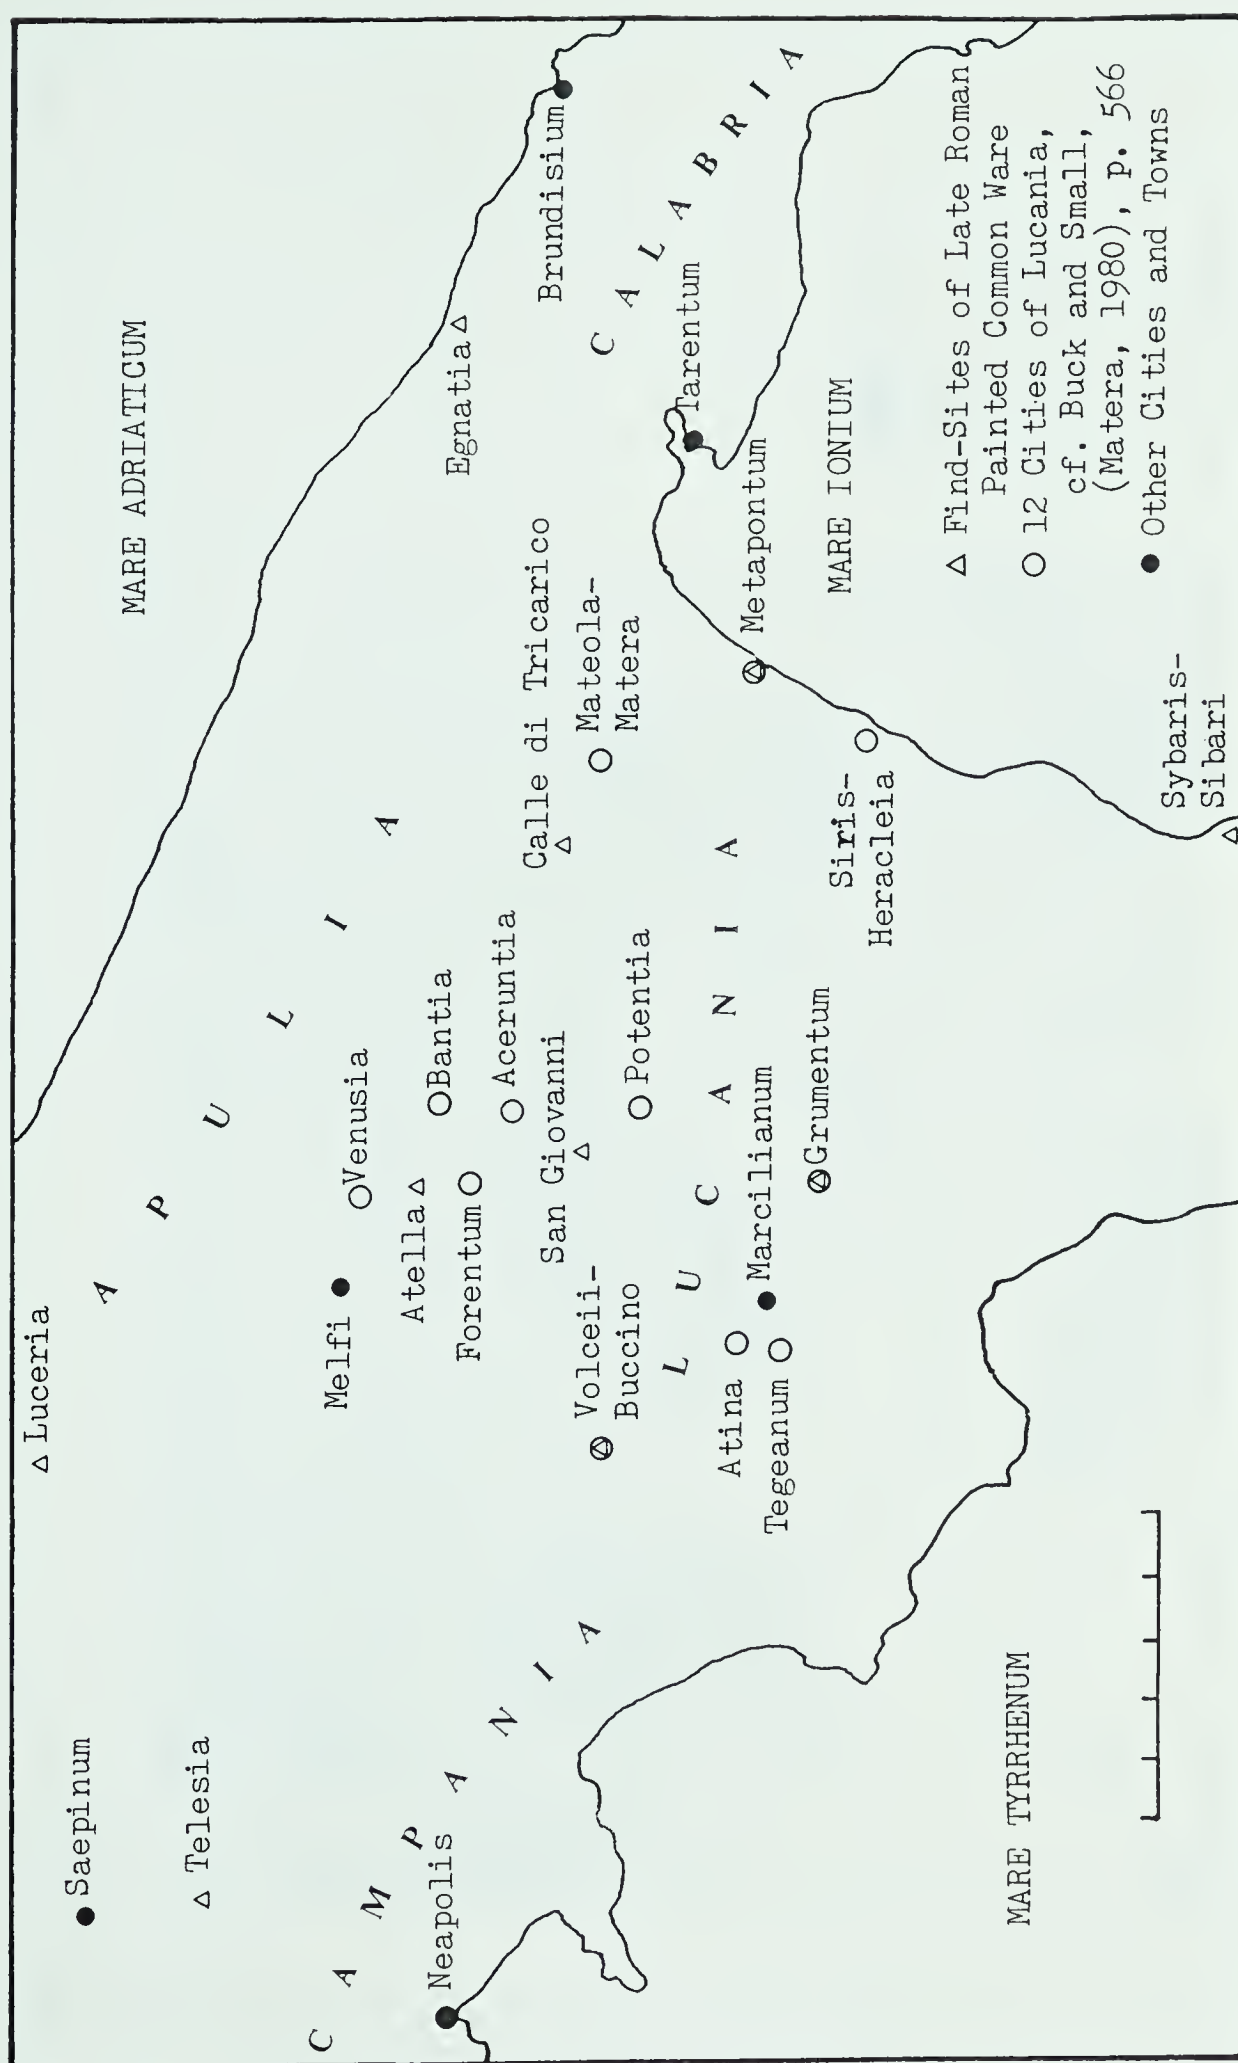 MARE ADRIATICUM
A P U L I A
Luceria
Saepinum
Telesia
C A M P A N I A
Neapolis
Melfi
Venusia
Atella
Bantia
Forentum
Aceruntia
San Giovanni
Volceii-
Buccino
Potentia
Calle di Tricarico
Mateola-
Matera
Egnatia
Brundisium
C A L A B R I A
Tarentum
Metapontum
L U C A N I A
Atina
Tegeanum
Marcilianum
Grumentum
Siris-
Heracleia
MARE IONIUM
Sybaris-
Sibari
MARE TYRRHENUM
△ Find-Sites of Late Roman
Painted Common Ware
○ 12 Cities of Lucania,
cf. Buck and Small,
(Matera, 1980), p. 566
● Other Cities and Towns